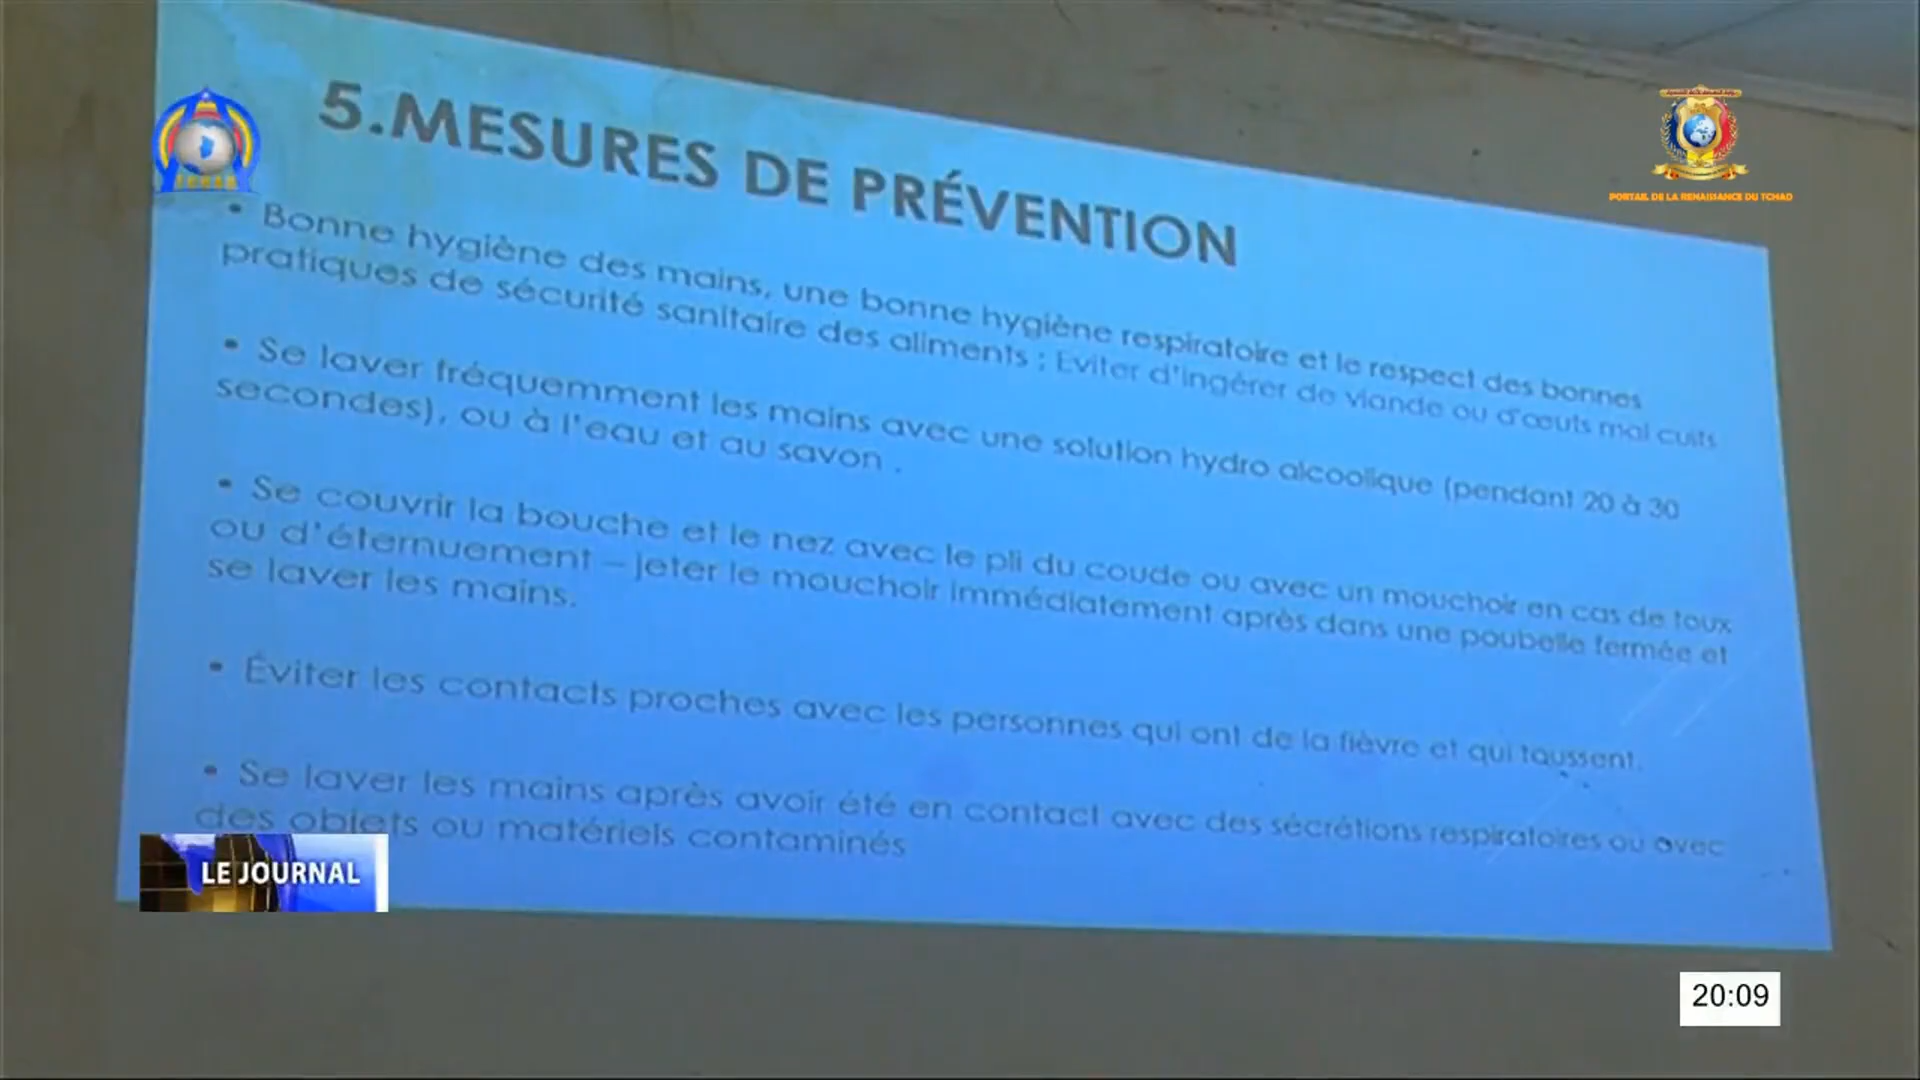 5.MESURES DE PRÉVENTION
• Bonne hygiène des mains, une bonne hygiène respiratoire et le respect des bonnes
pratiques de sécurité sanitaire des aliments ; Eviter d'ingérer de viande ou d'œufs mal cuits
• Se laver fréquemment les mains avec une solution hydro alcoolique (pendant 20 à 30
secondes), ou à l'eau et au savon .
• Se couvrir la bouche et le nez avec le pli du coude ou avec un mouchoir en cas de toux
ou d'éternuement – jeter le mouchoir immédiatement après dans une poubelle fermée et
se laver les mains.
• Éviter les contacts proches avec les personnes qui ont de la fièvre et qui toussent.
• Se laver les mains après avoir été en contact avec des sécrétions respiratoires ou avec
des objets ou matériels contaminés
PORTAIL DE LA RENAISSANCE DU TCHAD
LE JOURNAL
20:09